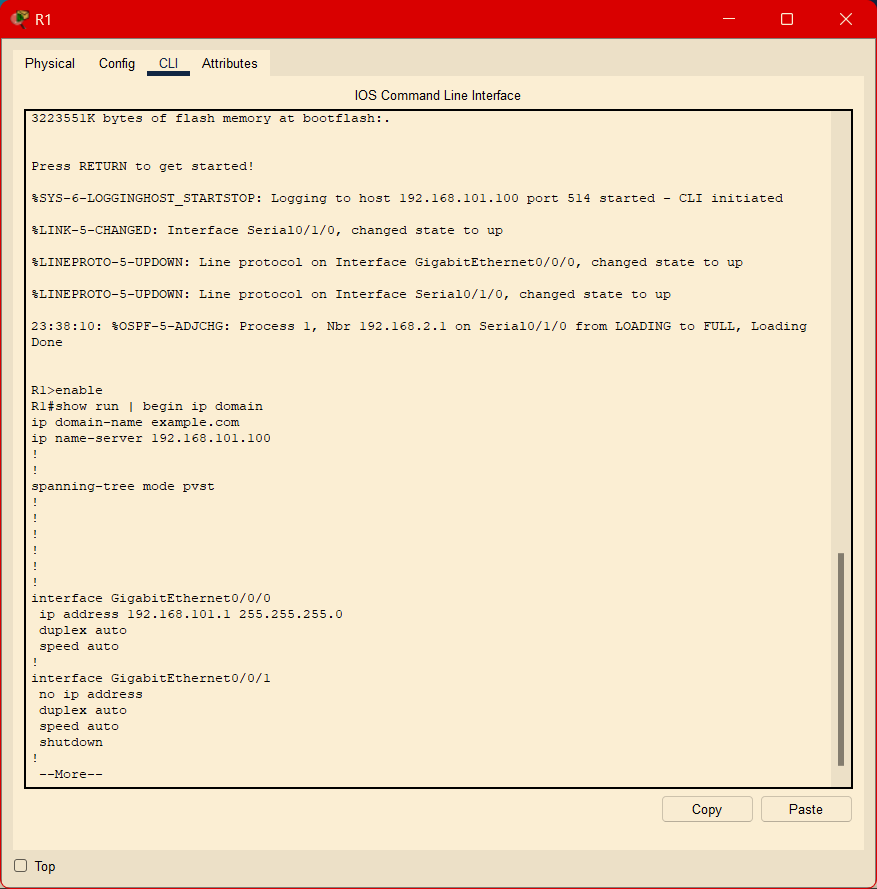 R1
Physical Config CLI Attributes
IOS Command Line Interface
3223551K bytes of flash memory at bootflash:.
Press RETURN to get started!
%SYS-6-LOGGINGHOST_STARTSTOP: Logging to host 192.168.101.100 port 514 started - CLI initiated
%LINK-5-CHANGED: Interface Serial0/1/0, changed state to up
%LINEPROTO-5-UPDOWN: Line protocol on Interface GigabitEthernet0/0/0, changed state to up
%LINEPROTO-5-UPDOWN: Line protocol on Interface Serial0/1/0, changed state to up
23:38:10: %OSPF-5-ADJCHG: Process 1, Nbr 192.168.2.1 on Serial0/1/0 from LOADING to FULL, Loading
Done
R1>enable
R1#show run | begin ip domain
ip domain-name example.com
ip name-server 192.168.101.100
!
!
spanning-tree mode pvst
!
!
!
!
!
!
interface GigabitEthernet0/0/0
 ip address 192.168.101.1 255.255.255.0
 duplex auto
 speed auto
!
interface GigabitEthernet0/0/1
 no ip address
 duplex auto
 speed auto
 shutdown
!
 --More--
Copy Paste
Top